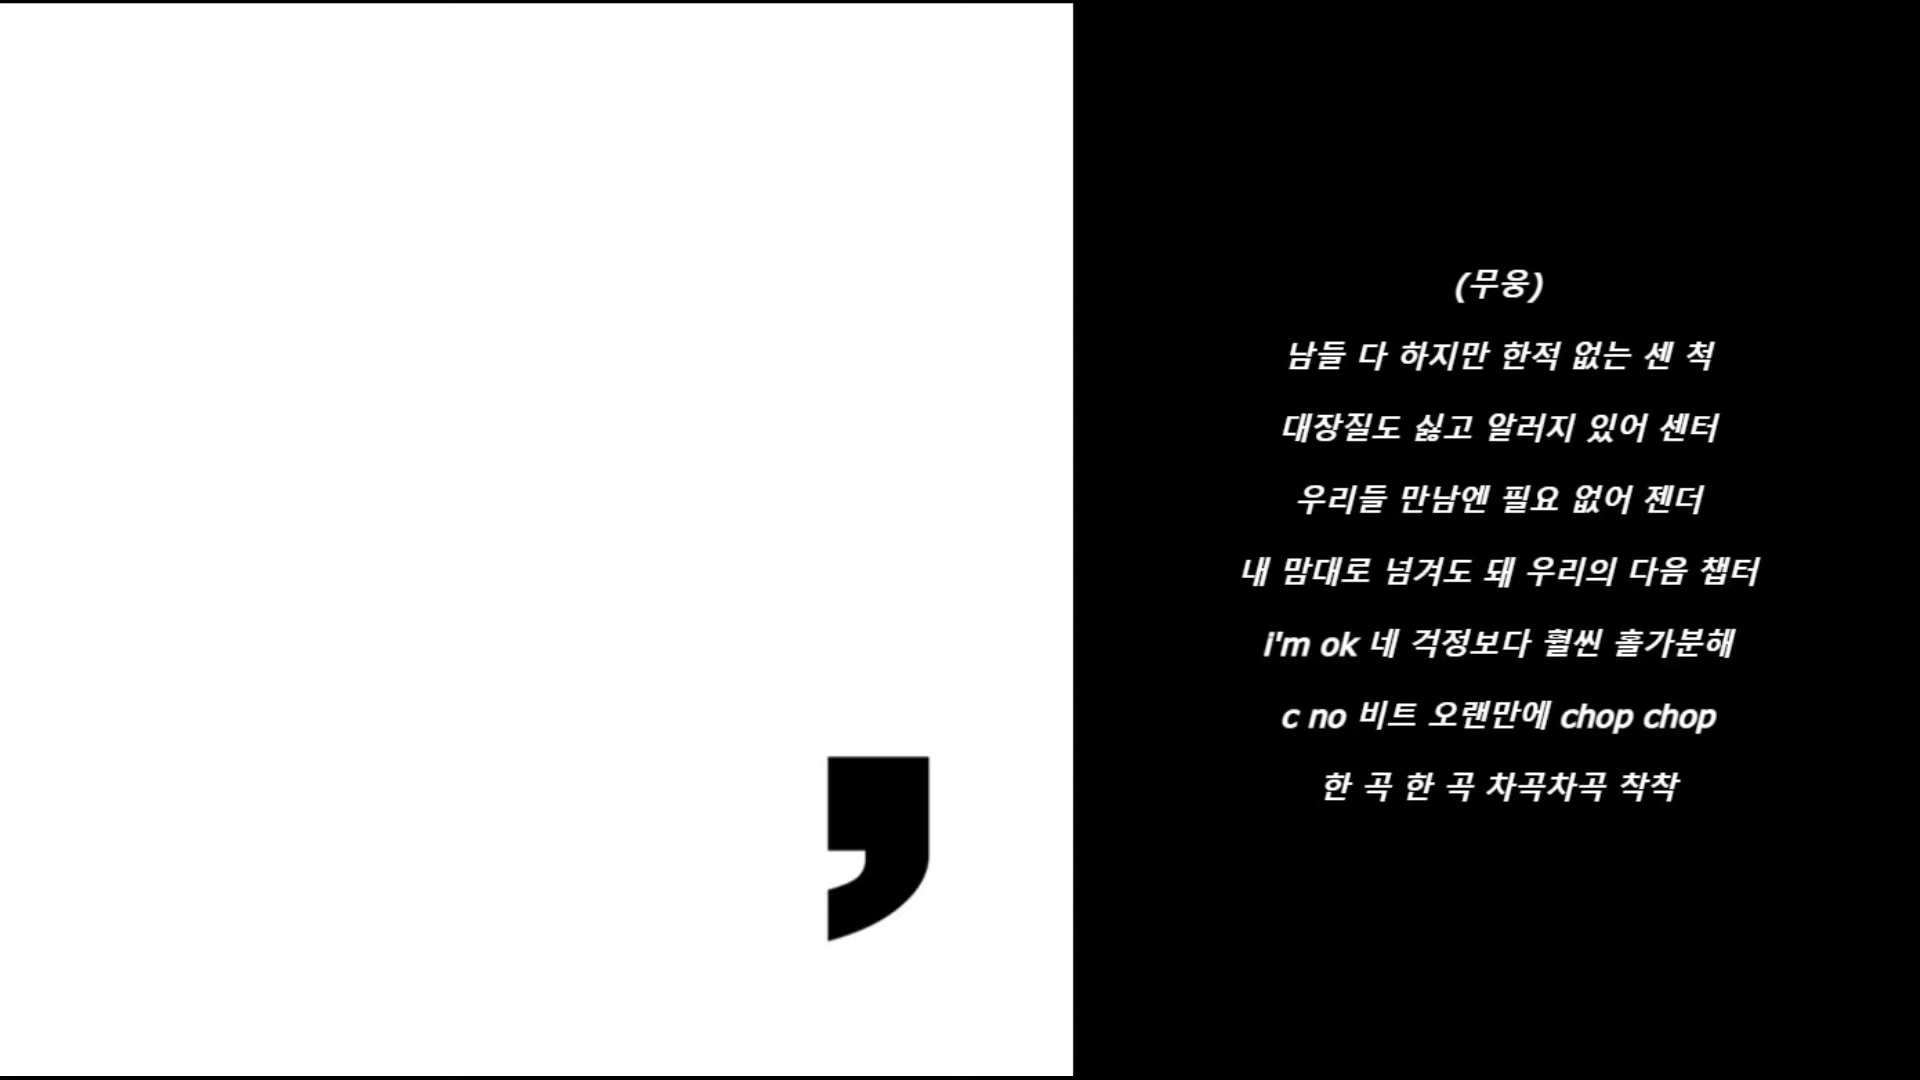 ,
(무웅)
남들 다 하지만 한적 없는 센 척
대장질도 싫고 알러지 있어 센터
우리들 만남엔 필요 없어 젠더
내 맘대로 넘겨도 돼 우리의 다음 챕터
i'm ok 네 걱정보다 훨씬 홀가분해
c no 비트 오랜만에 chop chop
한 곡 한 곡 차곡차곡 착착